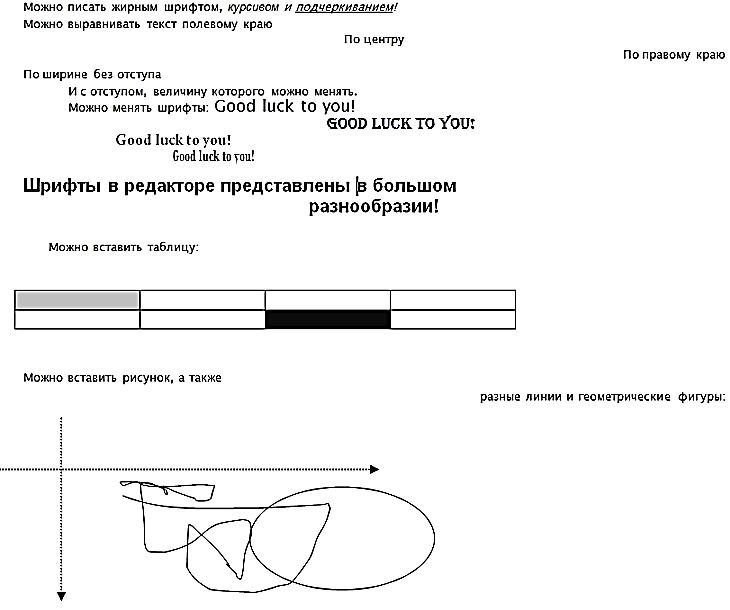 Можно писать жирным шрифтом, курсивом и подчеркиванием!
Можно выравнивать текст полевому краю
По центру
По правому краю
По ширине без отступа
И с отступом, величину которого можно менять.
Можно менять шрифты: Good luck to you!
GOOD LUCK TO YOU!
Good luck to you!
Good luck to you!
Шрифты в редакторе представлены в большом
разнообразии!
Можно вставить таблицу:
Можно вставить рисунок, а также
разные линии и геометрические фигуры: